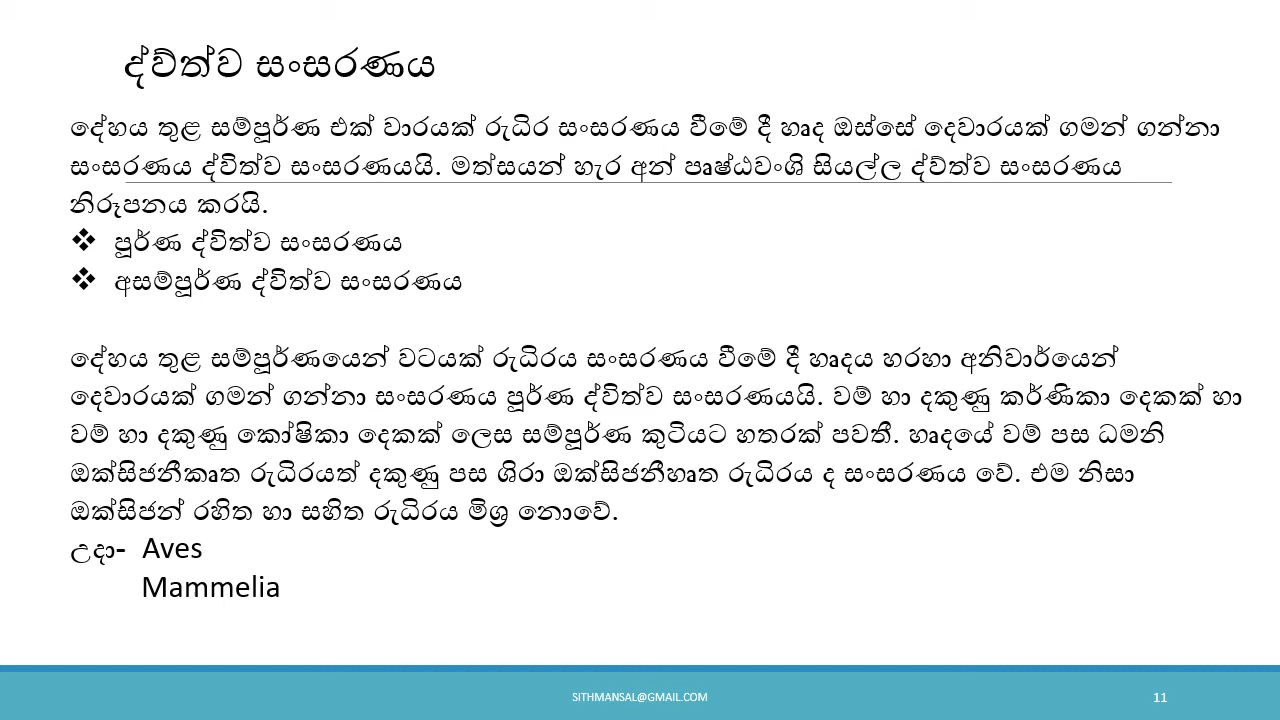 ද්ව්ත්ව සංසරණය
දේහය තුළ සම්පූර්ණ එක් වාරයක් රුධිර සංසරණය වීමේ දී හෘද ඔස්සේ දෙවාරයක් ගමන් ගන්නා
සංසරණය ද්විත්ව සංසරණයයි. මත්සයන් හැර අන් පෘෂ්ඨවංශි සියල්ල ද්ව්ත්ව සංසරණය
නිරූපනය කරයි.
❖ පූර්ණ ද්විත්ව සංසරණය
❖ අසම්පූර්ණ ද්විත්ව සංසරණය
දේහය තුළ සම්පූර්ණයෙන් වටයක් රුධිරය සංසරණය වීමේ දී හෘදය හරහා අනිවාර්යෙන්
දෙවාරයක් ගමන් ගන්නා සංසරණය පූර්ණ ද්විත්ව සංසරණයයි. වම් හා දකුණු කර්ණිකා දෙකක් හා
වම් හා දකුණු කෝෂිකා දෙකක් ලෙස සම්පූර්ණ කුටියට හතරක් පවතී. හෘදයේ වම් පස ධමනි
ඔක්සිජනීකෘත රුධිරයත් දකුණු පස ශිරා ඔක්සිජනීහෘත රුධිරය ද සංසරණය වේ. එම නිසා
ඔක්සිජන් රහිත හා සහිත රුධිරය මිශ්‍ර නොවේ.
උදා- Aves
Mammelia
SITHMANSAL@GMAIL.COM
11